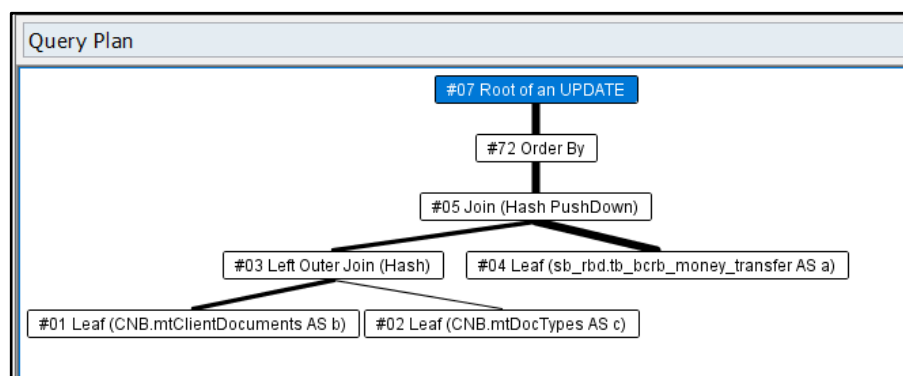 Query Plan
#07 Root of an UPDATE
#72 Order By
#05 Join (Hash PushDown)
#03 Left Outer Join (Hash)
#04 Leaf (sb_rbd.tb_bcrb_money_transfer AS a)
#01 Leaf (CNB.mtClientDocuments AS b)
#02 Leaf (CNB.mtDocTypes AS c)